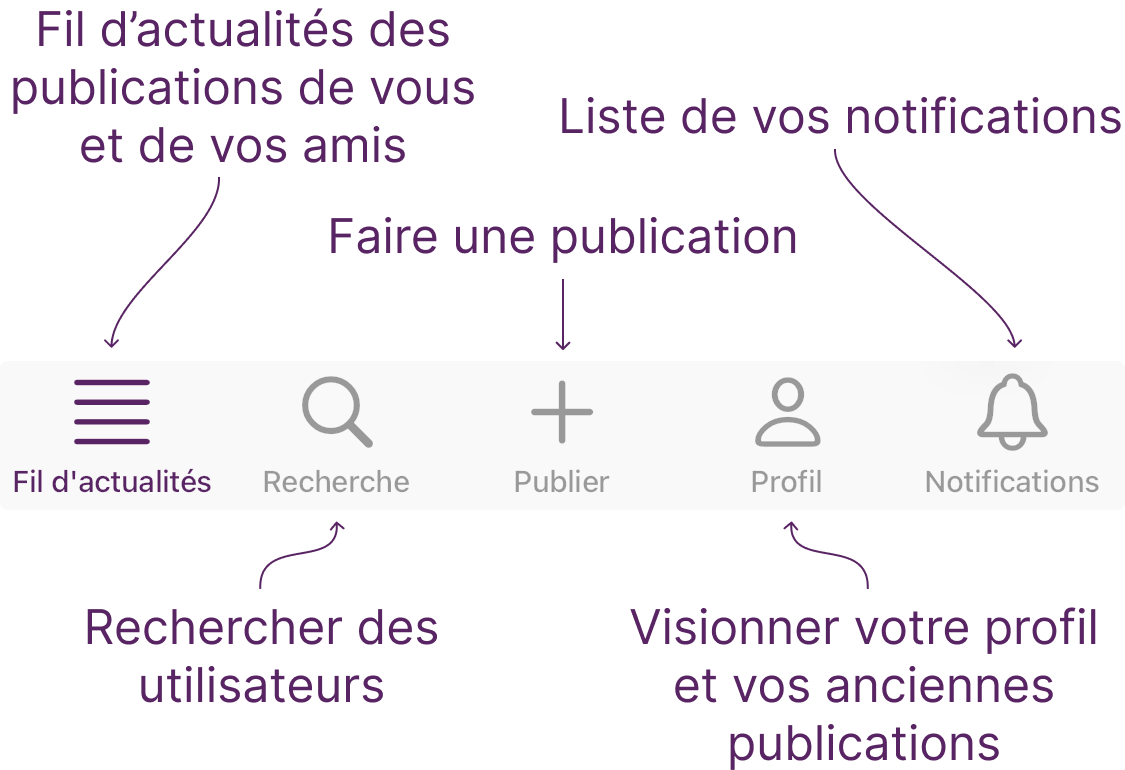 Fil d’actualités des
publications de vous
et de vos amis
Liste de vos notifications
Faire une publication
Fil d'actualités
Recherche
Publier
Profil
Notifications
Rechercher des
utilisateurs
Visionner votre profil
et vos anciennes
publications